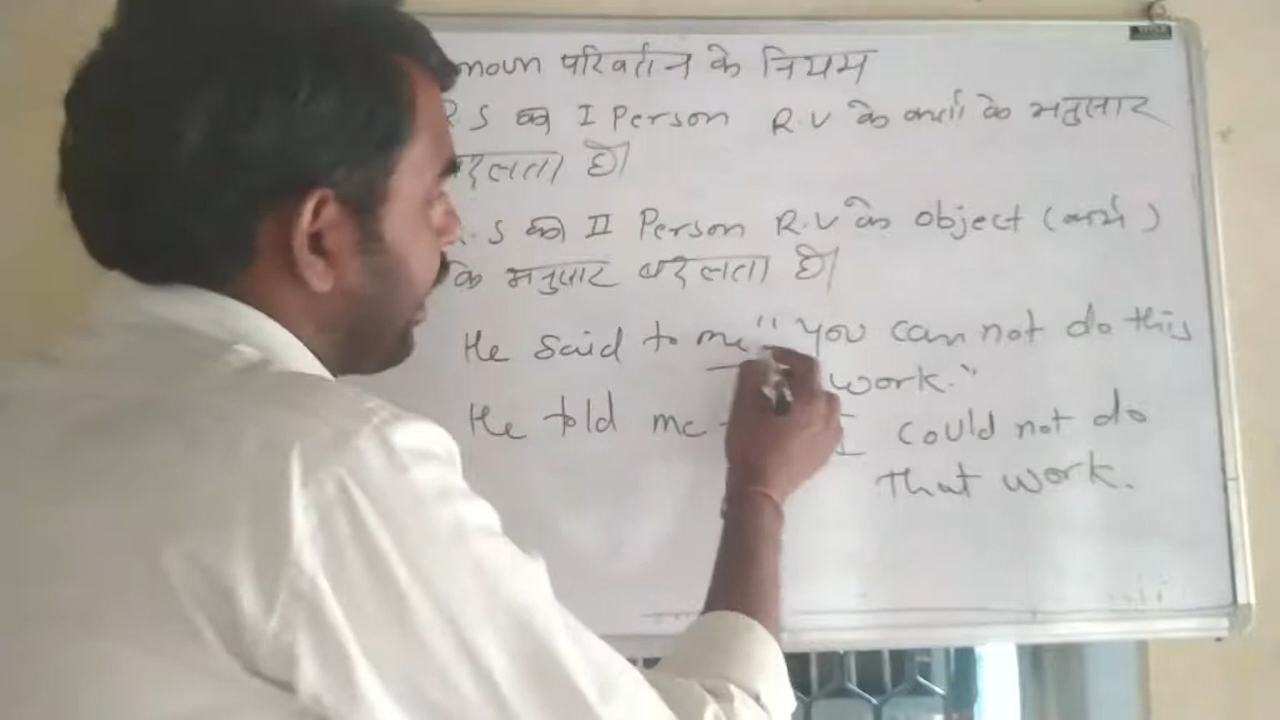 noun परिवर्तन के नियम
R.S का I Person R.V के कर्ता के अनुसार
बदलता है।
R.S का II Person R.V के object (कर्म)
के अनुसार बदलता है।
He said to me "you can not do this
work."
He told me I could not do
that work.